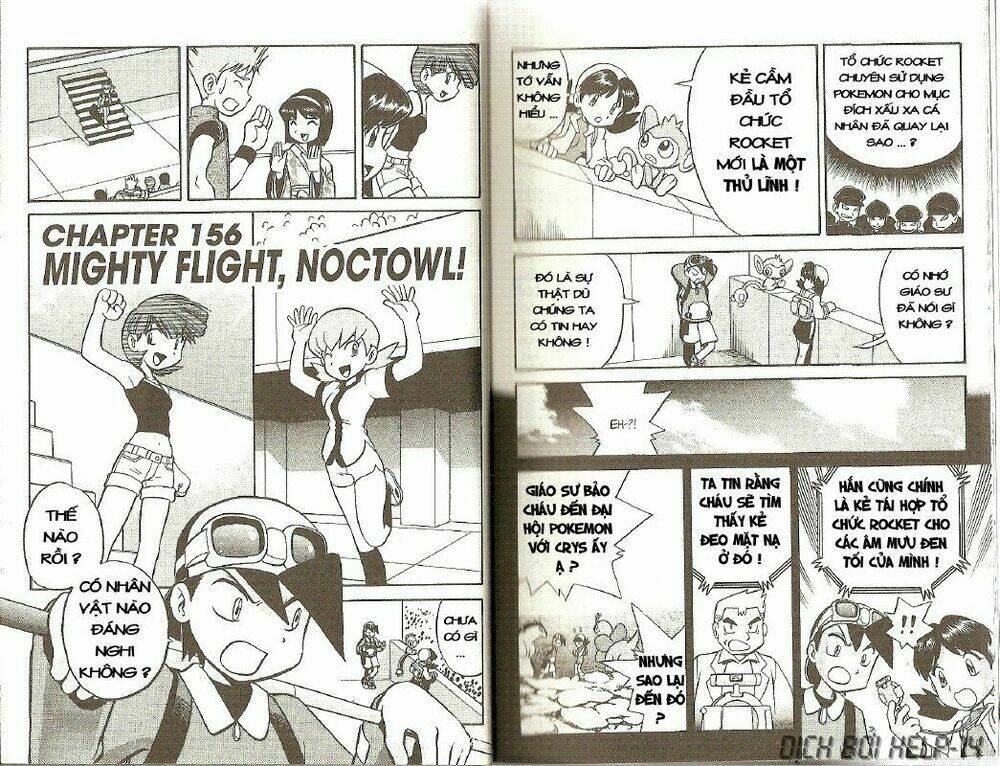 CHAPTER 156
MIGHTY FLIGHT, NOCTOWL!
THẾ
NÀO
RỒI ?
CÓ NHÂN
VẬT NÀO
ĐÁNG
NGHI
KHÔNG ?
CHƯA
CÓ GÌ
...
NHƯNG
TỚ VẪN
KHÔNG
HIỂU ...
KẺ CẦM
ĐẦU TỔ
CHỨC
ROCKET
MỚI LÀ MỘT
THỦ LĨNH !
TỔ CHỨC ROCKET
CHUYÊN SỬ DỤNG
POKEMON CHO MỤC
ĐÍCH XẤU XA CÁ
NHÂN ĐÃ QUAY LẠI
SAO ... ?
ĐÓ LÀ SỰ
THẬT DÙ
CHÚNG TA
CÓ TIN HAY
KHÔNG !
CÓ NHỚ
GIÁO SƯ
ĐÃ NÓI GÌ
KHÔNG ?
EH-?!
GIÁO SƯ BẢO
CHÁU ĐẾN ĐẠI
HỘI POKEMON
VỚI CRYS ẤY
Ạ ?
NHƯNG
SAO LẠI
ĐẾN ĐÓ
?
TA TIN RẰNG
CHÁU SẼ TÌM
THẤY KẺ
ĐEO MẶT NẠ
Ở ĐÓ !
HẮN CŨNG CHÍNH
LÀ KẺ TÁI HỢP TỔ
CHỨC ROCKET CHO
CÁC ÂM MƯU ĐEN
TỐI CỦA MÌNH !
!!
DỊCH BỞI HELP-14